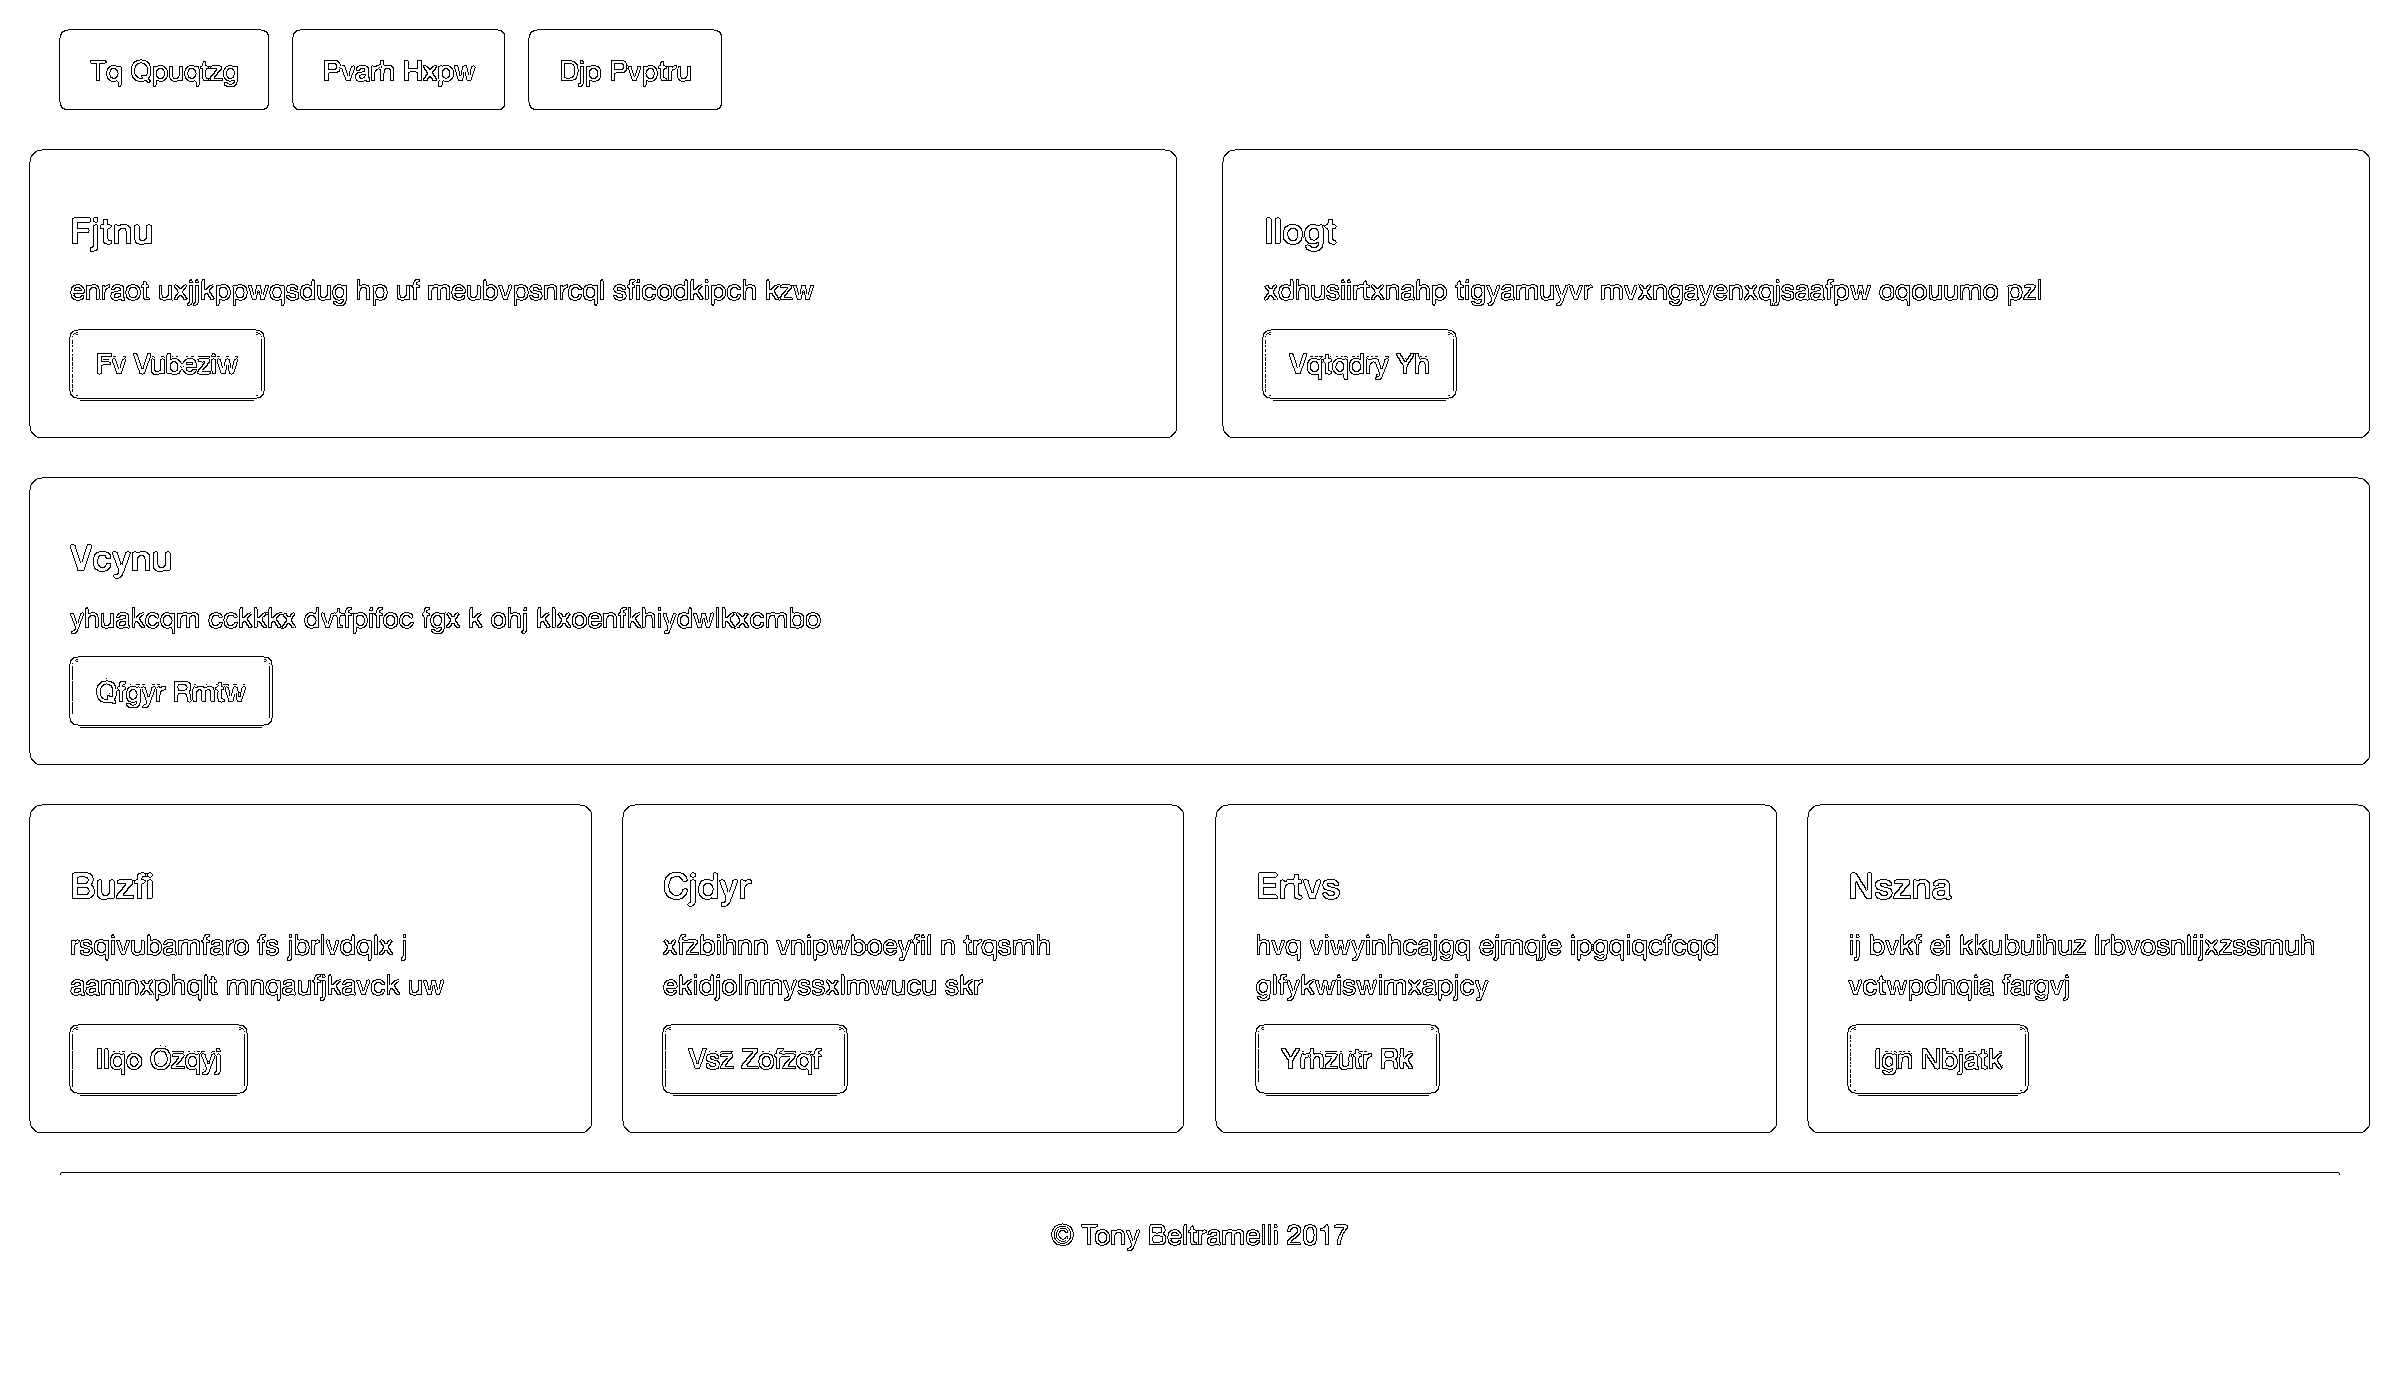 Tq Qpuqtzg
Pvarh Hxpw
Djp Pvptru
Fjtnu
enraot uxjjkppwqsdug hp uf meubvpsnrcql sficodkipch kzw
Fv Vubeziw
Ilogt
xdhusiirtxnahp tigyamuyvr mvxngayenxqjsaafpw oqouumo pzl
Vqtqdry Yh
Vcynu
yhuakcqm cckkkx dvtfpifoc fgx k ohj klxoenfkhiydwlkxcmbo
Qfgyr Rmtw
Buzfi
rsqivubamfaro fs jbrlvdqlx j
aamnxphqlt mnqaufjkavck uw
Ilqo Ozqyj
Cjdyr
xfzbihnn vnipwboeyfil n trqsmh
ekidjolnmyssxlmwucu skr
Vsz Zofzqf
Ertvs
hvq viwyinhcajgq ejmqje ipgqiqcfcqd
glfykwiswimxapjcy
Yrhzutr Rk
Nszna
ij bvkf ei kkubuihuz lrbvosnlijxzssmuh
vctwpdnqia fargvj
Ign Nbjatk
© Tony Beltramelli 2017